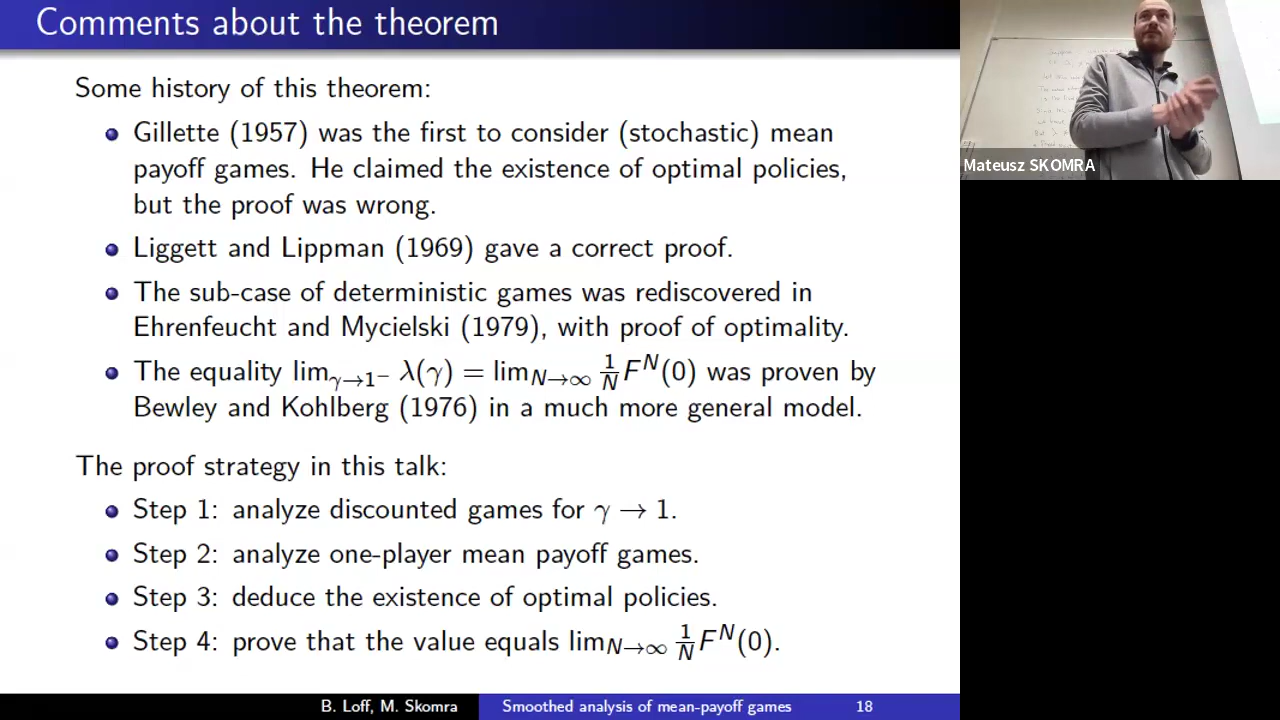 Comments about the theorem
Some history of this theorem:
Gillette (1957) was the first to consider (stochastic) mean
payoff games. He claimed the existence of optimal policies,
but the proof was wrong.
Liggett and Lippman (1969) gave a correct proof.
The sub-case of deterministic games was rediscovered in
Ehrenfeucht and Mycielski (1979), with proof of optimality.
The equality lim_{γ→1⁻} λ(γ) = lim_{N→∞} 1/N F^N(0) was proven by
Bewley and Kohlberg (1976) in a much more general model.
The proof strategy in this talk:
Step 1: analyze discounted games for γ → 1.
Step 2: analyze one-player mean payoff games.
Step 3: deduce the existence of optimal policies.
Step 4: prove that the value equals lim_{N→∞} 1/N F^N(0).
B. Loff, M. Skomra Smoothed analysis of mean-payoff games 18
Mateusz SKOMRA